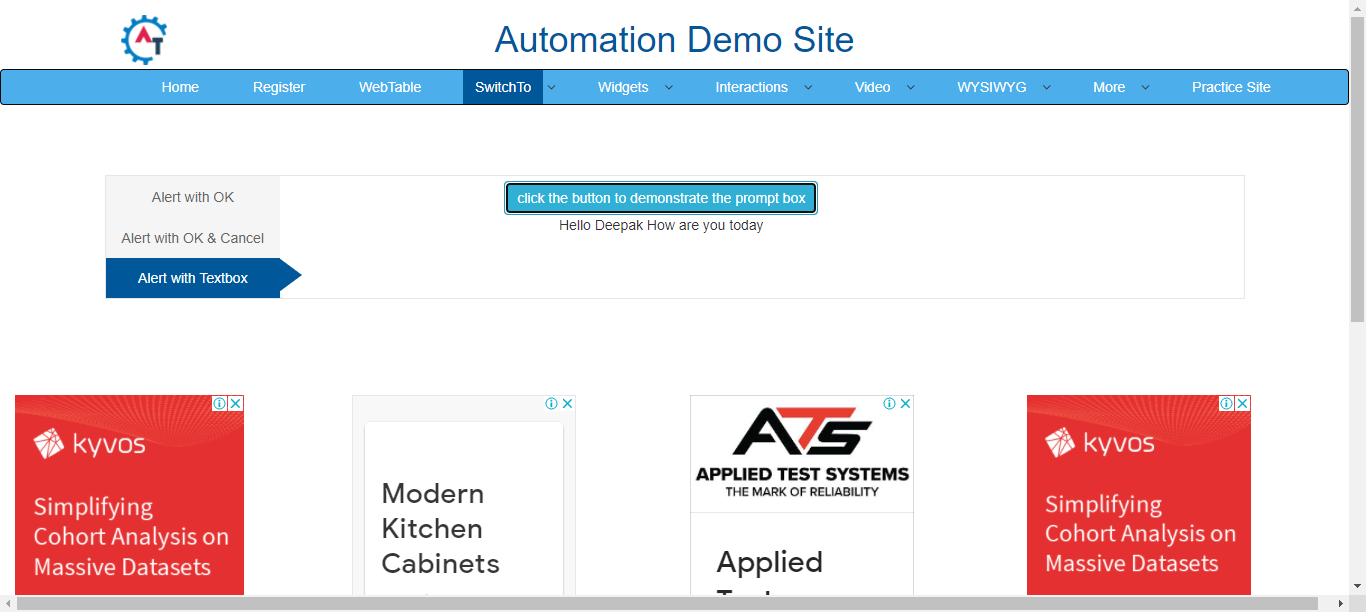 AT
Automation Demo Site
Home Register WebTable SwitchTo Widgets Interactions Video WYSIWYG More Practice Site
Alert with OK
Alert with OK & Cancel
Alert with Textbox
click the button to demonstrate the prompt box
Hello Deepak How are you today
kyvos
Simplifying
Cohort Analysis on
Massive Datasets
Modern
Kitchen
Cabinets
ATS
APPLIED TEST SYSTEMS
THE MARK OF RELIABILITY
Applied
kyvos
Simplifying
Cohort Analysis on
Massive Datasets